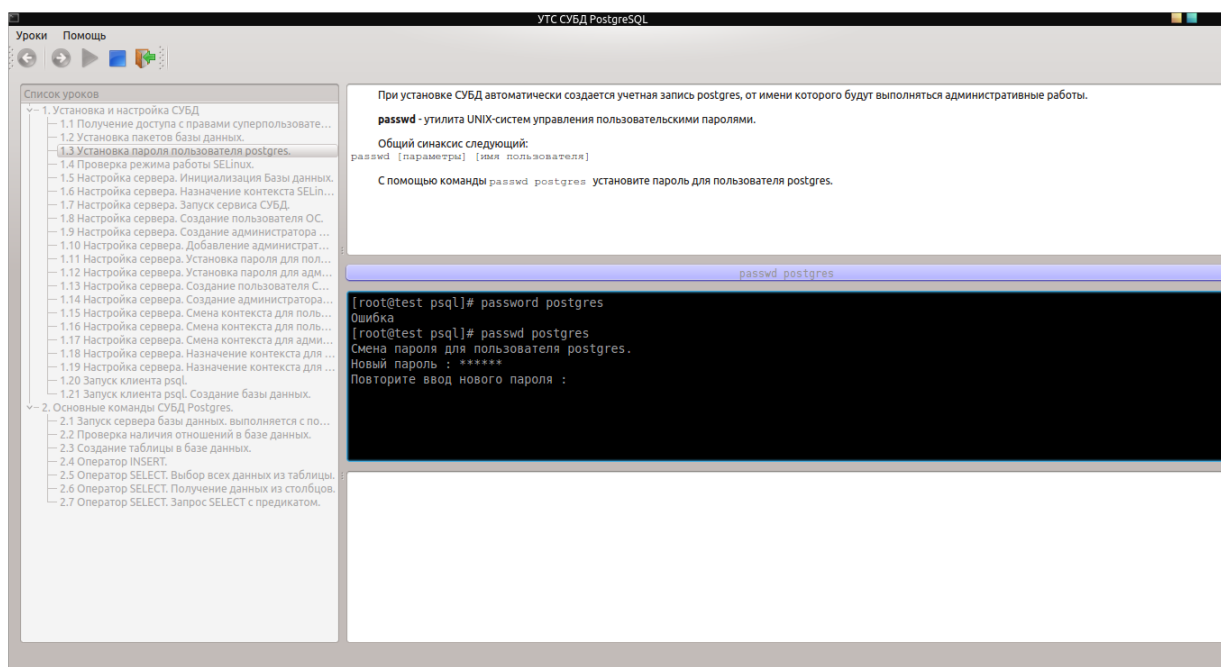 УТС СУБД PostgreSQL
Уроки Помощь
Список уроков
1. Установка и настройка СУБД
1.1 Получение доступа с правами суперпользовате...
1.2 Установка пакетов базы данных.
1.3 Установка пароля пользователя postgres.
1.4 Проверка режима работы SELinux.
1.5 Настройка сервера. Инициализация Базы данных.
1.6 Настройка сервера. Назначение контекста SELin...
1.7 Настройка сервера. Запуск сервиса СУБД.
1.8 Настройка сервера. Создание пользователя ОС.
1.9 Настройка сервера. Создание администратора ...
1.10 Настройка сервера. Добавление администрат...
1.11 Настройка сервера. Установка пароля для пол...
1.12 Настройка сервера. Установка пароля для адм...
1.13 Настройка сервера. Создание пользователя С...
1.14 Настройка сервера. Создание администратора...
1.15 Настройка сервера. Смена контекста для поль...
1.16 Настройка сервера. Смена контекста для поль...
1.17 Настройка сервера. Смена контекста для адми...
1.18 Настройка сервера. Назначение контекста для ...
1.19 Настройка сервера. Назначение контекста для ...
1.20 Запуск клиента psql.
1.21 Запуск клиента psql. Создание базы данных.
2. Основные команды СУБД Postgres.
2.1 Запуск сервера базы данных. выполняется с по...
2.2 Проверка наличия отношений в базе данных.
2.3 Создание таблицы в базе данных.
2.4 Оператор INSERT.
2.5 Оператор SELECT. Выбор всех данных из таблицы.
2.6 Оператор SELECT. Получение данных из столбцов.
2.7 Оператор SELECT. Запрос SELECT с предикатом.
При установке СУБД автоматически создается учетная запись postgres, от имени которого будут выполняться административные работы.
passwd - утилита UNIX-систем управления пользовательскими паролями.
Общий синаксис следующий:
passwd [параметры] [имя пользователя]
С помощью команды passwd postgres установите пароль для пользователя postgres.
passwd postgres
[root@test psql]# password postgres
Ошибка
[root@test psql]# passwd postgres
Смена пароля для пользователя postgres.
Новый пароль : ******
Повторите ввод нового пароля :